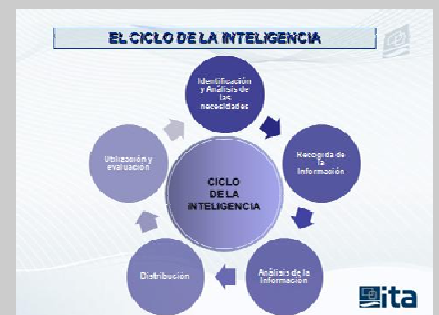 EL CICLO DE LA INTELIGENCIA
Identificación
y Análisis de
las
necesidades
Recogida de
la
Información
Análisis de la
Información
Distribución
Utilización y
evaluación
CICLO
DE LA
INTELIGENCIA
ita